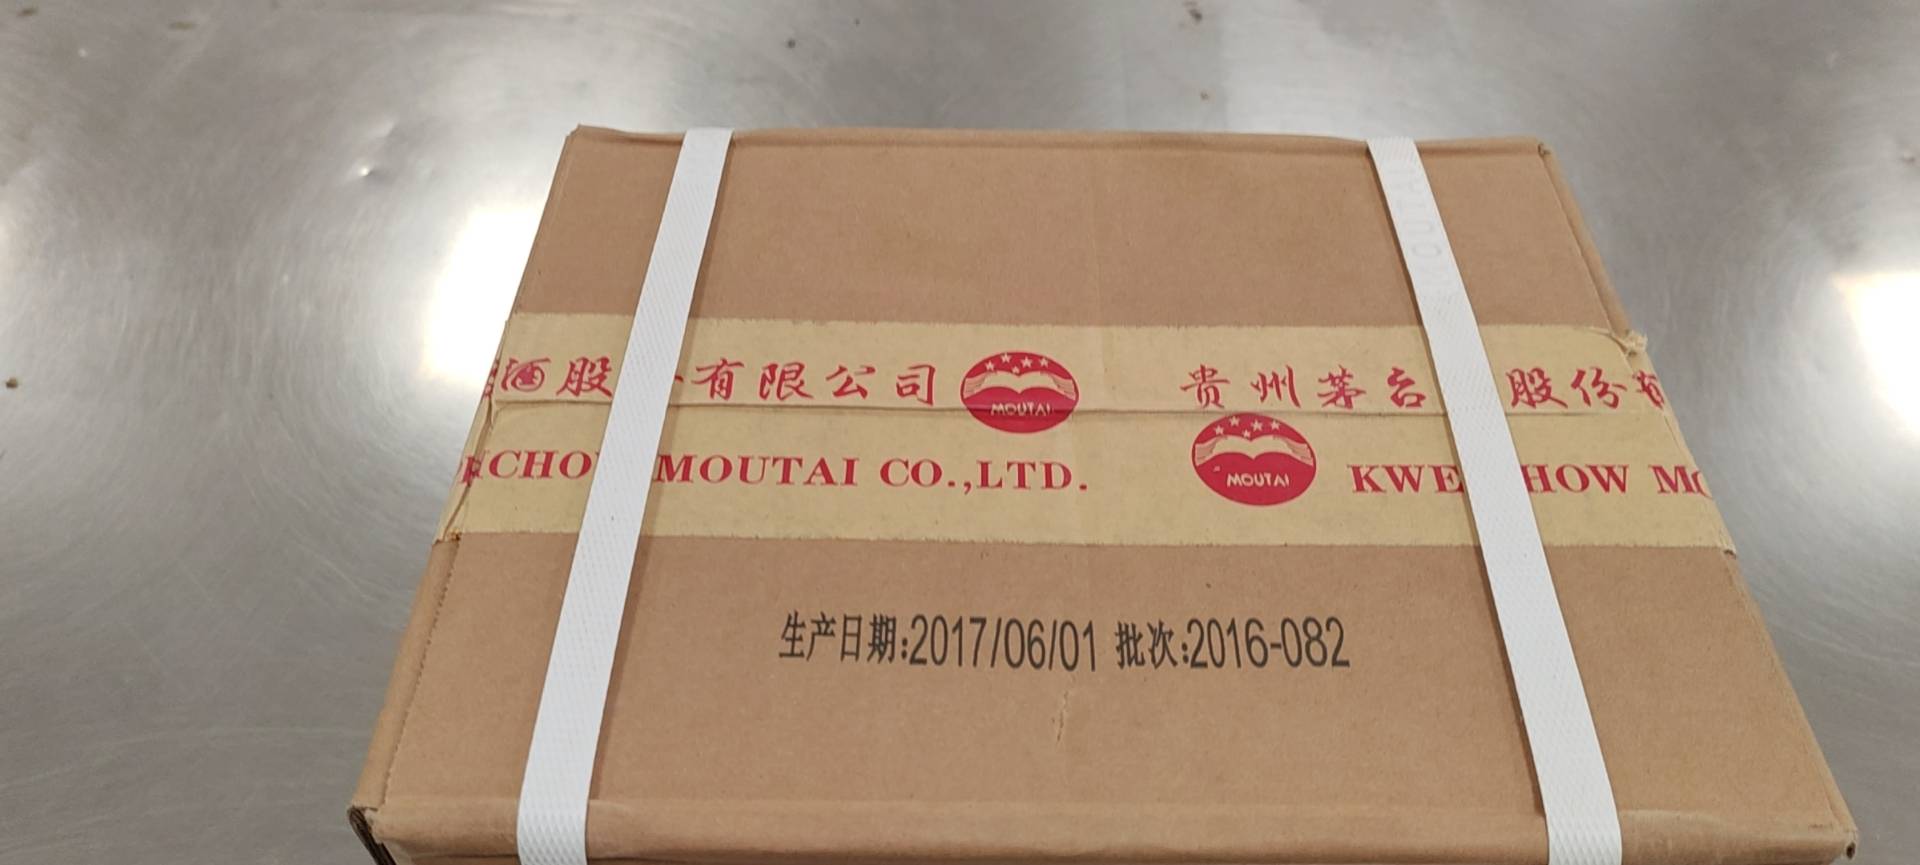 酒股 有限公司 MOUTAI 贵州茅台 股份有
CHO MOUTAI CO.,LTD. MOUTAI KWE HOW MO
生产日期:2017/06/01 批次:2016-082
OUTA